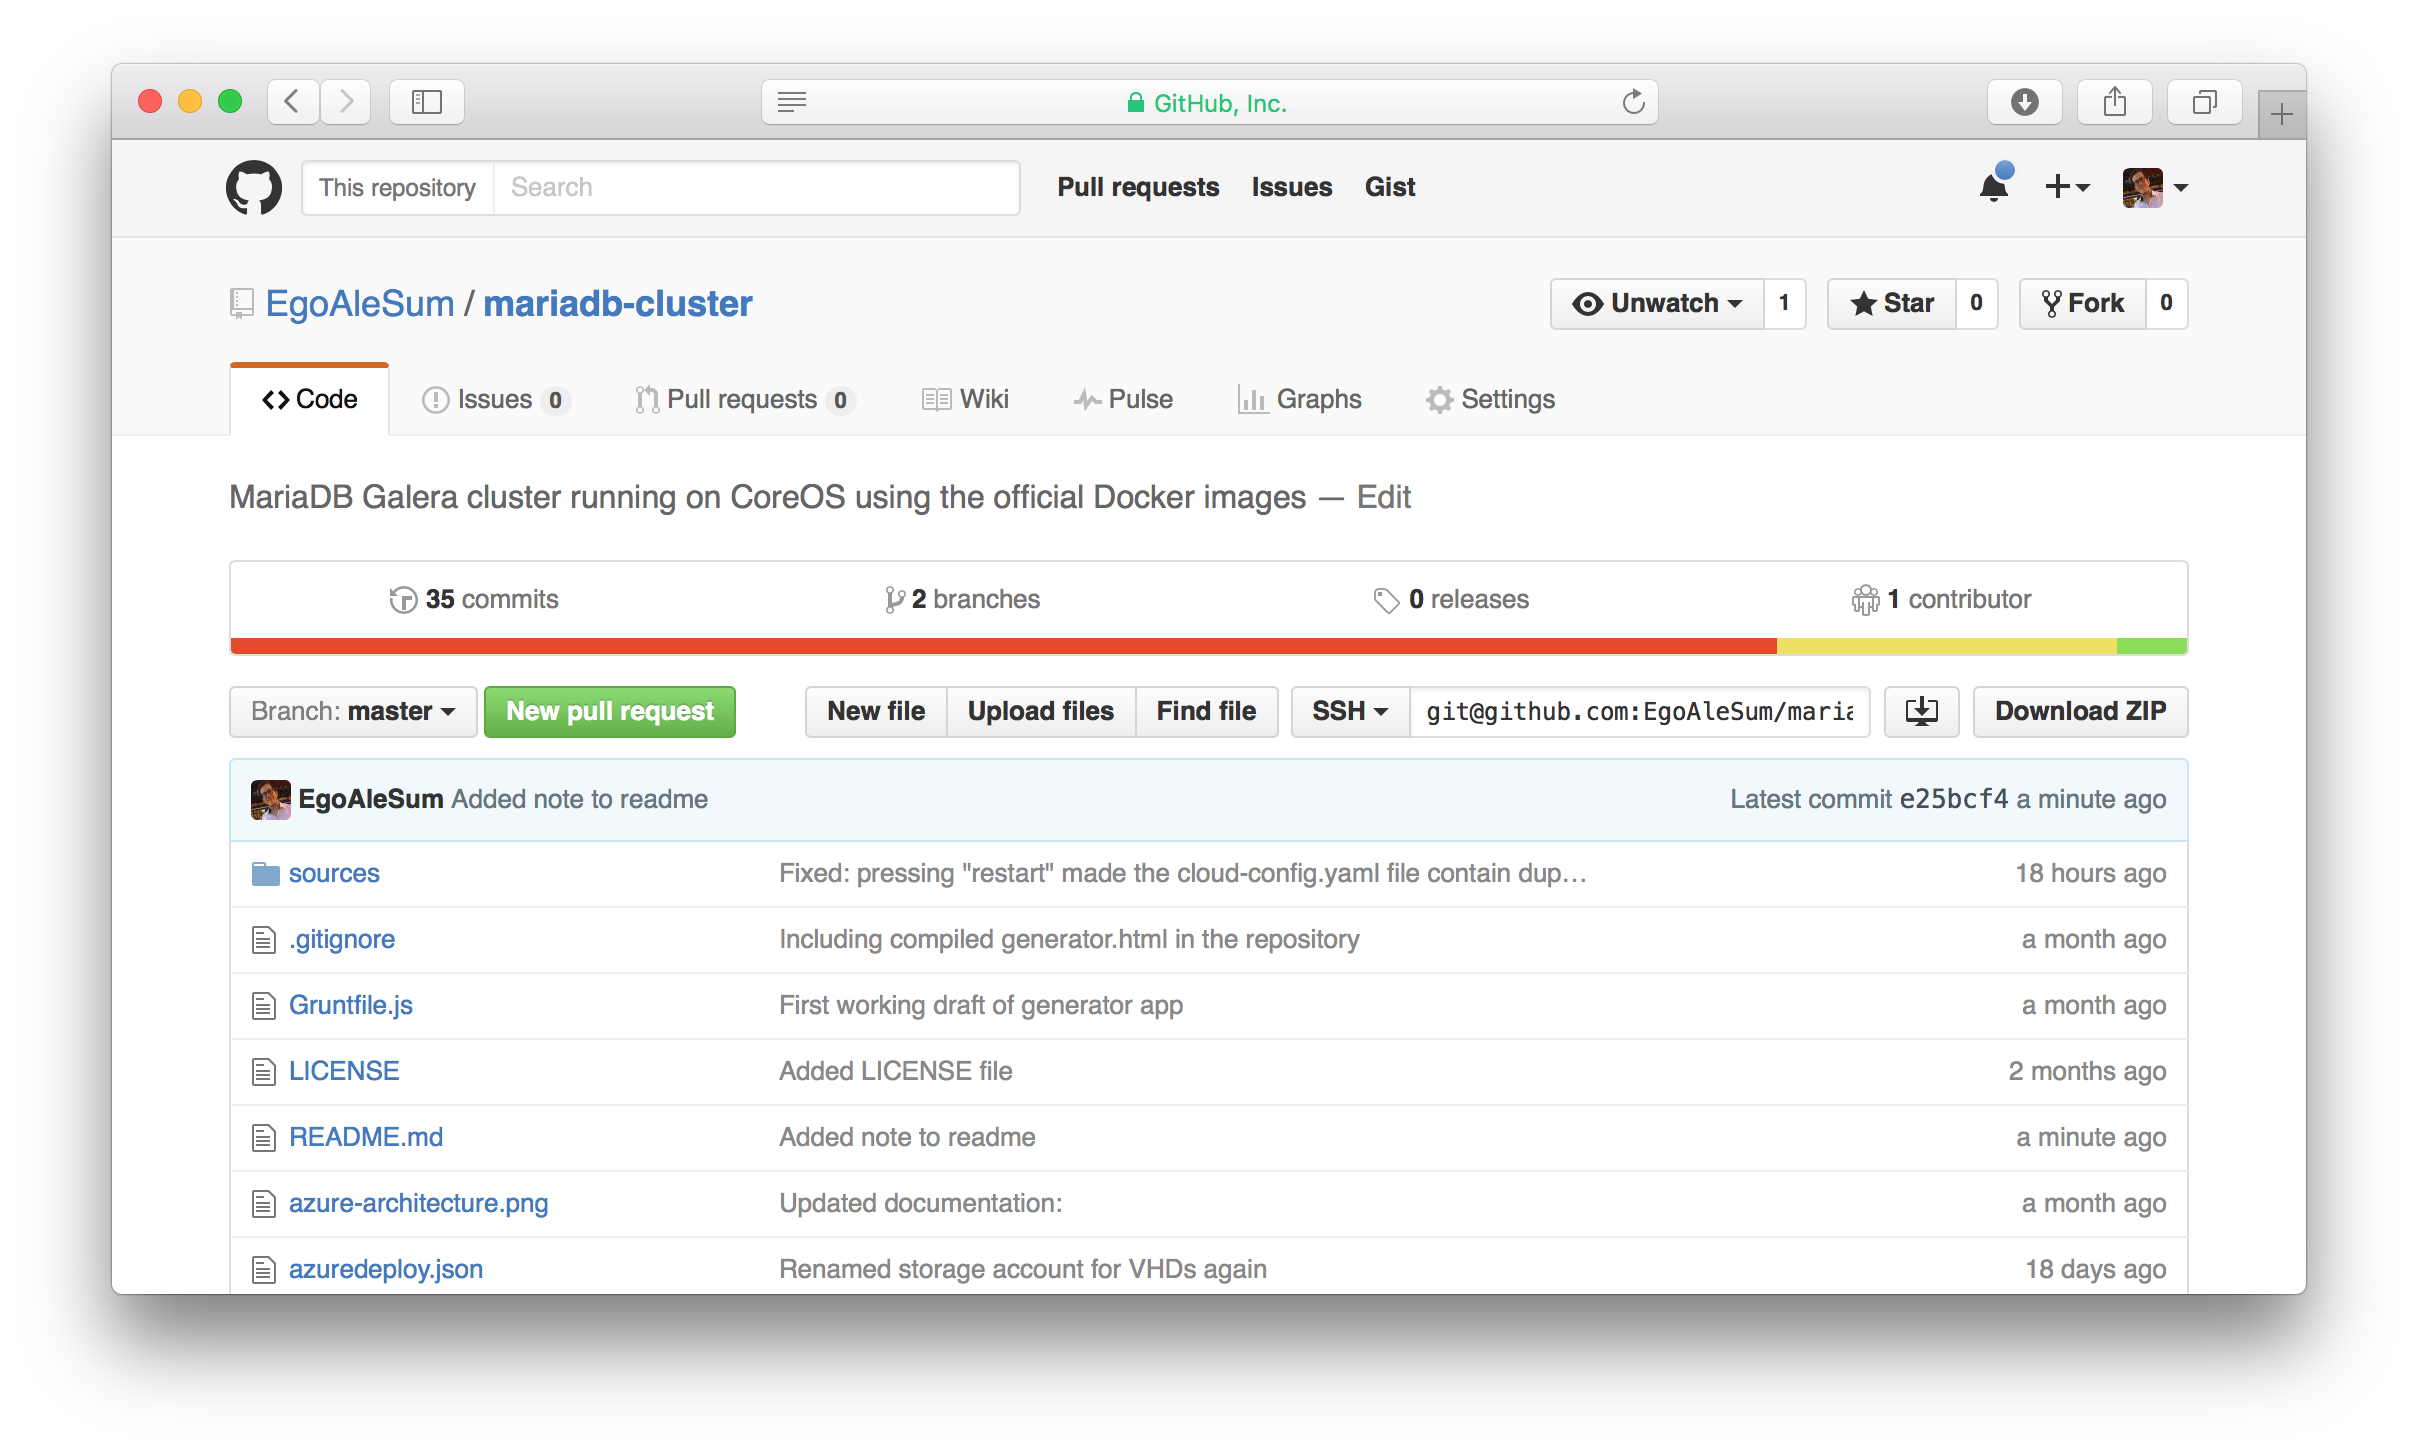 GitHub, Inc.
This repository Search Pull requests Issues Gist
EgoAleSum / mariadb-cluster Unwatch 1 Star 0 Fork 0
Code Issues 0 Pull requests 0 Wiki Pulse Graphs Settings
MariaDB Galera cluster running on CoreOS using the official Docker images — Edit
35 commits 2 branches 0 releases 1 contributor
Branch: master New pull request New file Upload files Find file SSH git@github.com:EgoAleSum/maria Download ZIP
EgoAleSum Added note to readme Latest commit e25bcf4 a minute ago
sources Fixed: pressing "restart" made the cloud-config.yaml file contain dup… 18 hours ago
.gitignore Including compiled generator.html in the repository a month ago
Gruntfile.js First working draft of generator app a month ago
LICENSE Added LICENSE file 2 months ago
README.md Added note to readme a minute ago
azure-architecture.png Updated documentation: a month ago
azuredeploy.json Renamed storage account for VHDs again 18 days ago